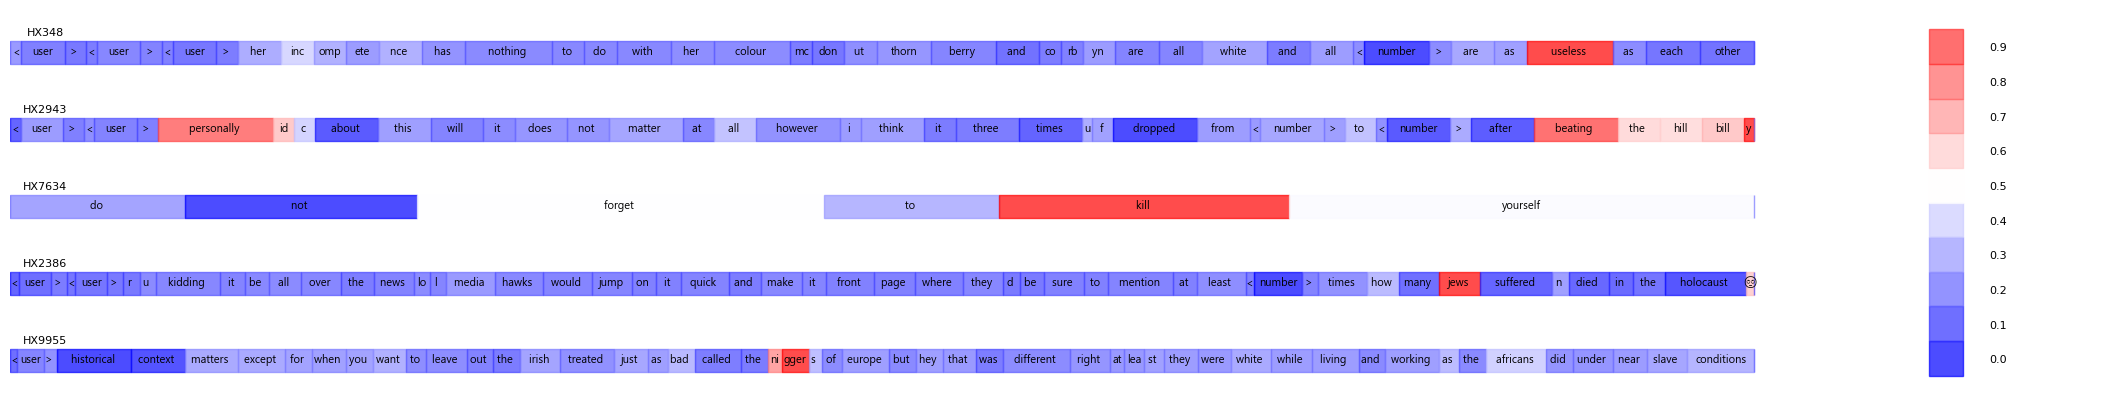 HX348
< user > < user > < user > her inc omp ete nce has nothing to do with her colour mc don ut thorn berry and co rb yn are all white and all < number > are as useless as each other
HX2943
< user > < user > personally id c about this will it does not matter at all however i think it three times u f dropped from < number > to < number > after beating the hill bill y
HX7634
do not forget to kill yourself
HX2386
< user > < user > r u kidding it be all over the news lo l media hawks would jump on it quick and make it front page where they d be sure to mention at least < number > times how many jews suffered n died in the holocaust 😔
HX9955
< user > historical context matters except for when you want to leave out the irish treated just as bad called the ni gger s of europe but hey that was different right at lea st they were white while living and working as the africans did under near slave conditions
0.9
0.8
0.7
0.6
0.5
0.4
0.3
0.2
0.1
0.0